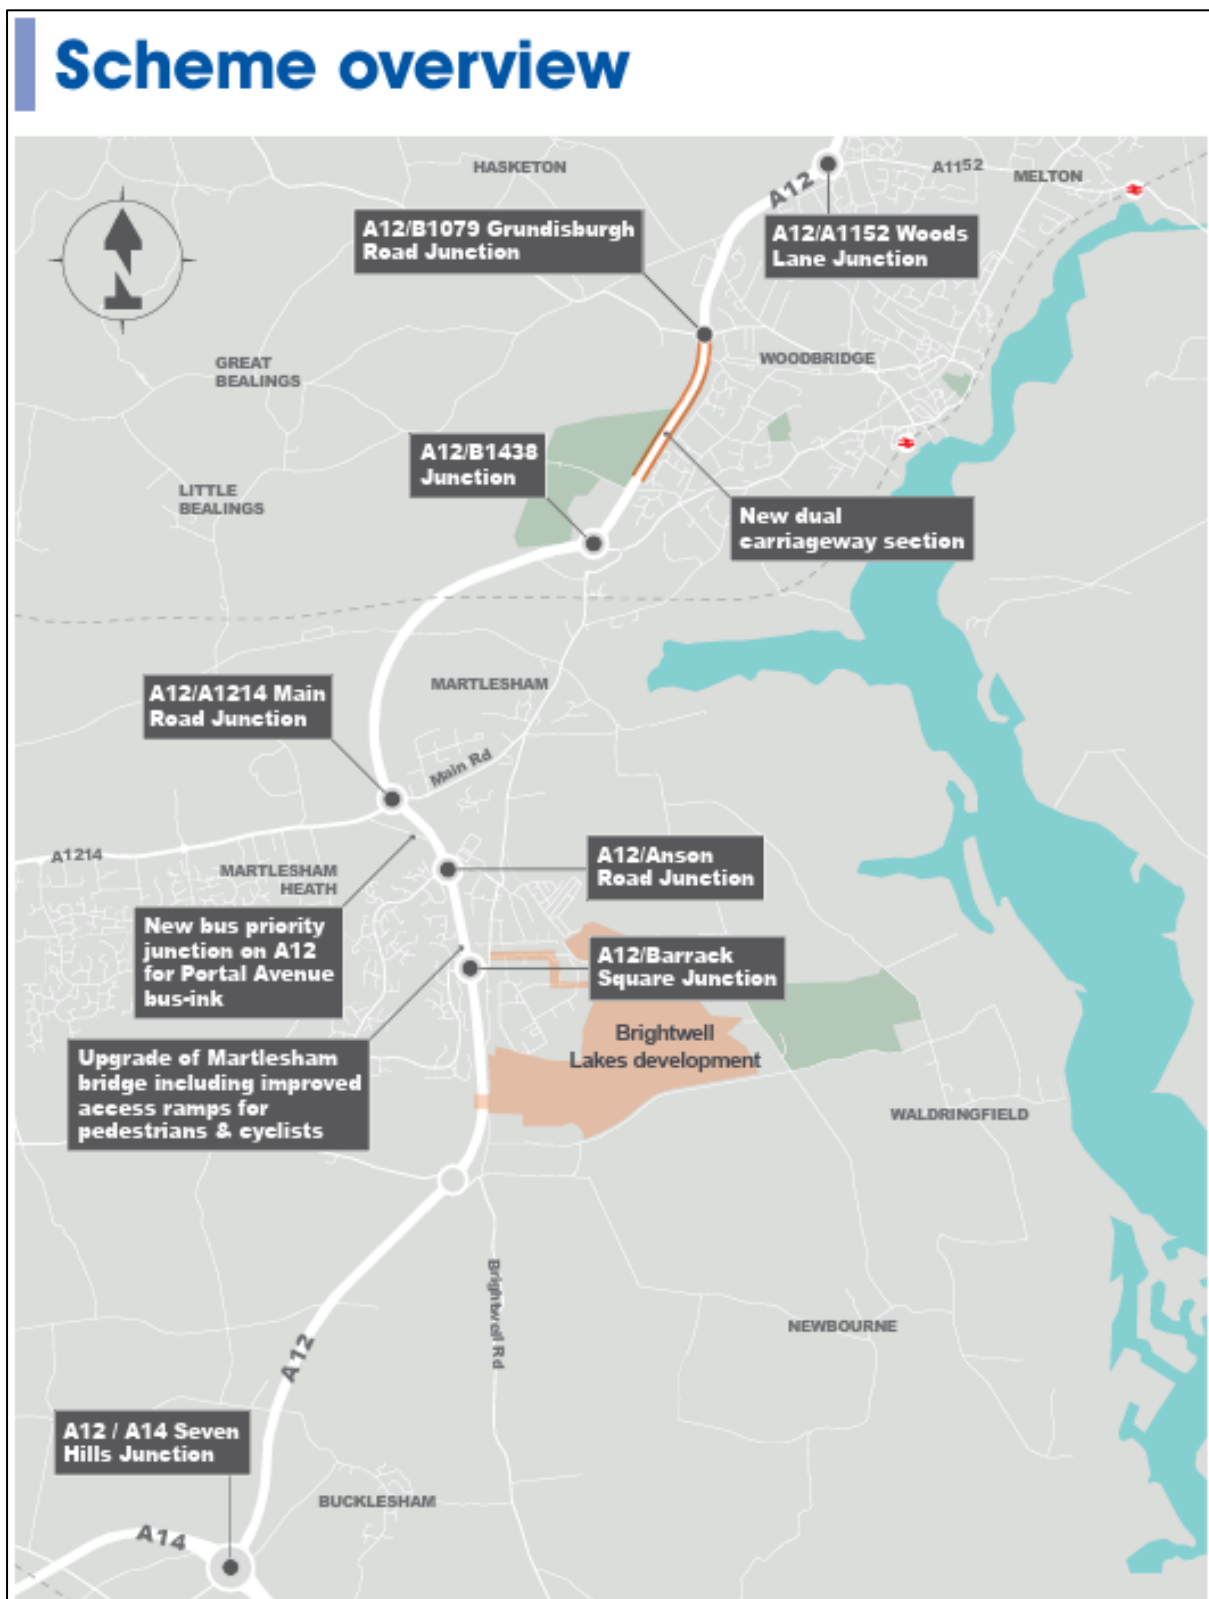 Scheme overview
HASKETON
A12
A1152
MELTON
A12/B1079 Grundisburgh
Road Junction
A12/A1152 Woods
Lane Junction
N
GREAT
BEALINGS
WOODBRIDGE
A12/B1438
Junction
LITTLE
BEALINGS
New dual
carriageway section
A12/A1214 Main
Road Junction
MARTLESHAM
Main Rd
A1214
MARTLESHAM
HEATH
A12/Anson
Road Junction
New bus priority
junction on A12
for Portal Avenue
bus-ink
A12/Barrack
Square Junction
Upgrade of Martlesham
bridge including improved
access ramps for
pedestrians & cyclists
Brightwell
Lakes development
WALDRINGFIELD
Brightwell Rd
NEWBOURNE
A12
A12 / A14 Seven
Hills Junction
BUCKLESHAM
A14